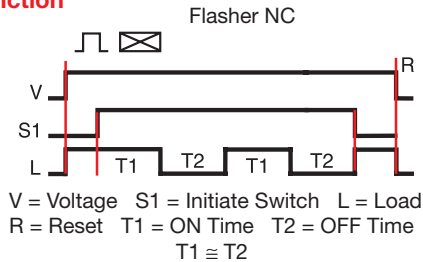 nction
Flasher NC
R
V
S1
L T1 T2 T1 T2
V = Voltage S1 = Initiate Switch L = Load
R = Reset T1 = ON Time T2 = OFF Time
T1 ≅ T2